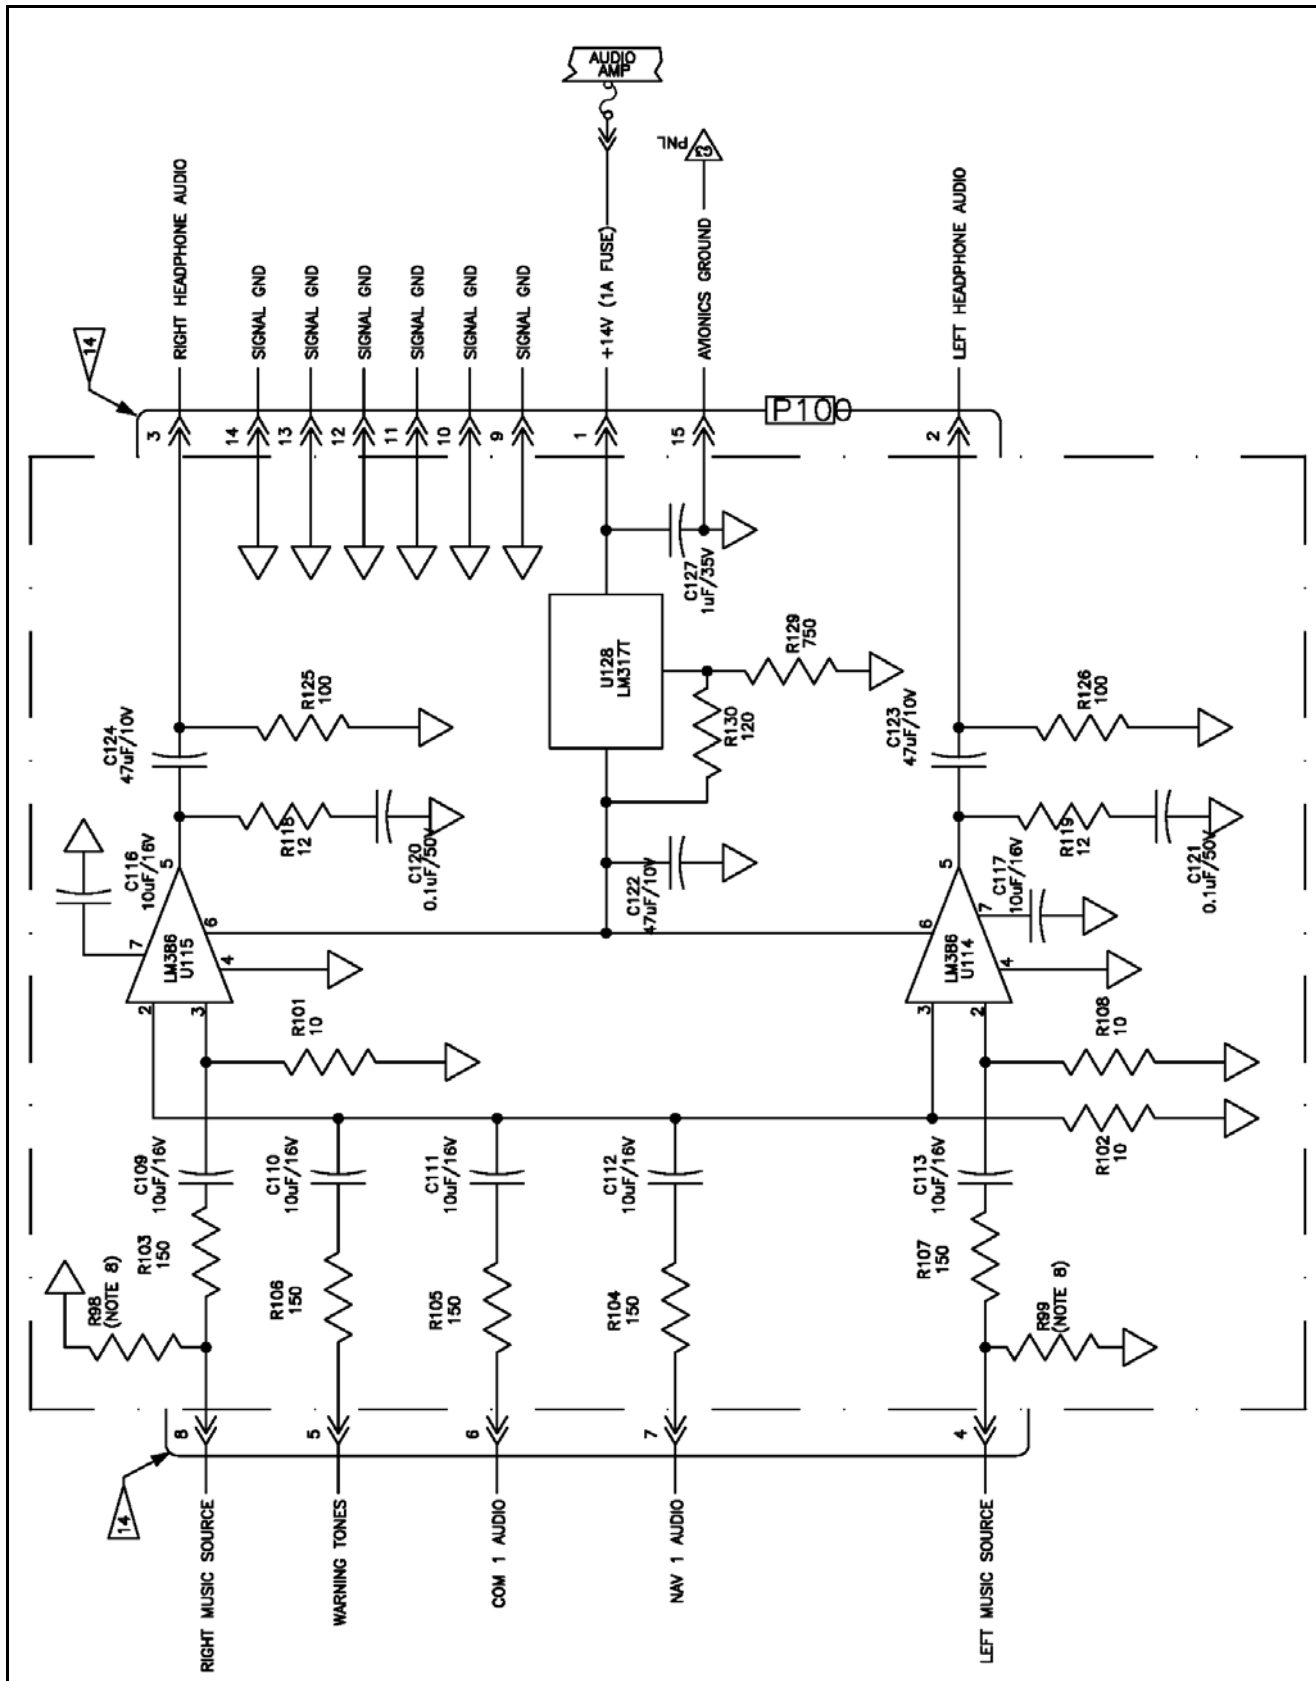 AUDIO
AMP
G3
PNL
RIGHT HEADPHONE AUDIO
SIGNAL GND
SIGNAL GND
SIGNAL GND
SIGNAL GND
SIGNAL GND
SIGNAL GND
+14V (1A FUSE)
AVIONICS GROUND
LEFT HEADPHONE AUDIO
14
P100
3
14
13
12
11
10
9
1
15
2
C127
1uF/35V
U128
LM317T
R129
750
R130
120
C124
47uF/10V
R125
100
C123
47uF/10V
R126
100
C116
10uF/16V
5
R118
12
C120
0.1uF/50V
C122
47uF/10V
5
C117
10uF/16V
R119
12
C121
0.1uF/50V
7
LM386
U115
6
4
2
3
6
7
LM386
U114
4
3
2
R101
10
R108
10
R102
10
C109
10uF/16V
C110
10uF/16V
C111
10uF/16V
C112
10uF/16V
C113
10uF/16V
R98
(NOTE 8)
R103
150
R106
150
R105
150
R104
150
R107
150
R99
(NOTE 8)
8
5
6
7
4
14
RIGHT MUSIC SOURCE
WARNING TONES
COM 1 AUDIO
NAV 1 AUDIO
LEFT MUSIC SOURCE